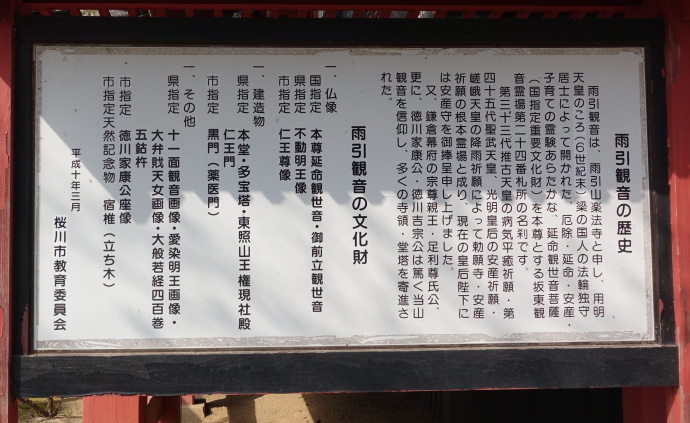 雨引観音の歴史
雨引観音は、雨引山楽法寺と申し、用明
天皇のころ（6世紀末）梁の国人の法輪独守
居士によって開かれた、厄除・延命・安産・
子育ての霊験あらたかな、延命観世音菩薩
（国指定重要文化財）を本尊とする坂東観
音霊場第二十四番札所の名刹です。
第三十三代推古天皇の病気平癒祈願・第
四十五代聖武天皇、光明皇后の安産祈願・
嵯峨天皇の降雨祈願によって勅願寺・安産
祈願の根本霊場と成り、現在の皇后陛下に
は安産守を御捧呈申し上げました。
又、鎌倉幕府の宗尊親王・足利尊氏公、
更に、徳川家康公・徳川吉宗公は篤く当山
観音を信仰し、多くの寺領・堂塔を寄進さ
れた。
雨引観音の文化財
一、仏像
国指定 本尊延命観世音・御前立観世音
県指定 不動明王像
市指定 仁王尊像
一、建造物
県指定 本堂・多宝塔・東照山王権現社殿
仁王門
市指定 黒門（薬医門）
一、その他
県指定 十一面観音画像・愛染明王画像・
大弁財天女画像・大般若経四百巻
五鈷杵
市指定 徳川家康公座像
市指定天然記念物 宿椎（立ち木）
平成十年三月
桜川市教育委員会